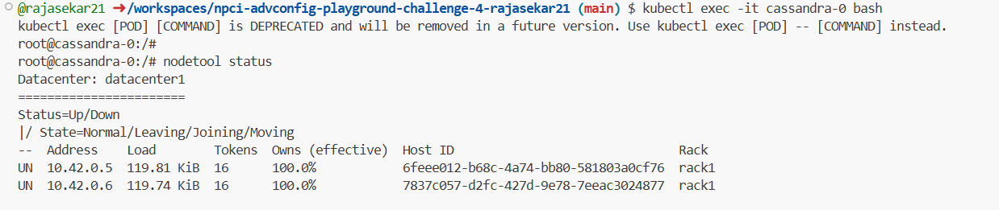 @rajasekar21 ➜/workspaces/npci-advconfig-playground-challenge-4-rajasekar21 (main) $ kubectl exec -it cassandra-0 bash
kubectl exec [POD] [COMMAND] is DEPRECATED and will be removed in a future version. Use kubectl exec [POD] -- [COMMAND] instead.
root@cassandra-0:/#
root@cassandra-0:/# nodetool status
Datacenter: datacenter1
=======================
Status=Up/Down
|/ State=Normal/Leaving/Joining/Moving
--  Address    Load        Tokens  Owns (effective)  Host ID                               Rack
UN  10.42.0.5  119.81 KiB  16      100.0%            6feee012-b68c-4a74-bb80-581803a0cf76  rack1
UN  10.42.0.6  119.74 KiB  16      100.0%            7837c057-d2fc-427d-9e78-7eeac3024877  rack1